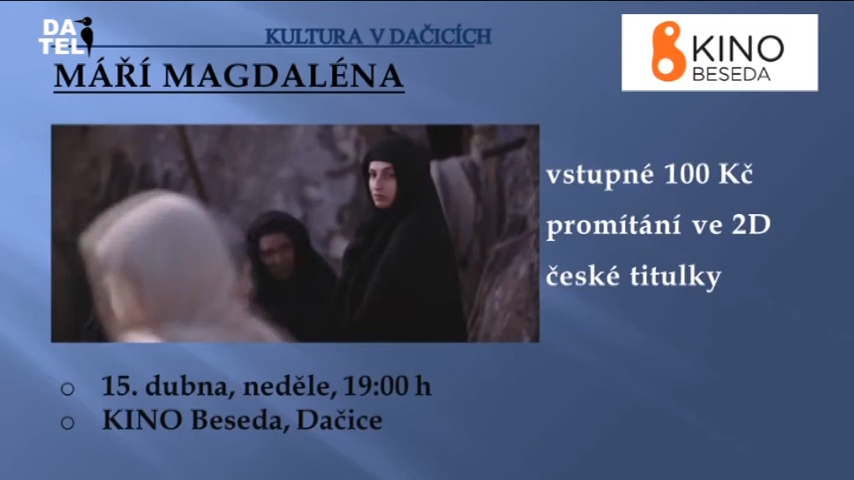 DA
TEL
KULTURA V DAČICÍCH
MÁŘÍ MAGDALÉNA
KINO
BESEDA
vstupné 100 Kč
promítání ve 2D
české titulky
15. dubna, neděle, 19:00 h
KINO Beseda, Dačice